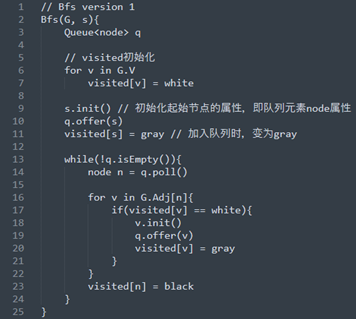 1 // Bfs version 1
2 Bfs(G, s){
3 Queue<node> q
4
5 // visited初始化
6 for v in G.V
7 visited[v] = white
8
9 s.init() // 初始化起始节点的属性, 即队列元素node属性
10 q.offer(s)
11 visited[s] = gray // 加入队列时, 变为gray
12
13 while(!q.isEmpty()){
14 node n = q.poll()
15
16 for v in G.Adj[n]{
17 if(visited[v] == white){
18 v.init()
19 q.offer(v)
20 visited[v] = gray
21 }
22 }
23 visited[n] = black
24 }
25 }